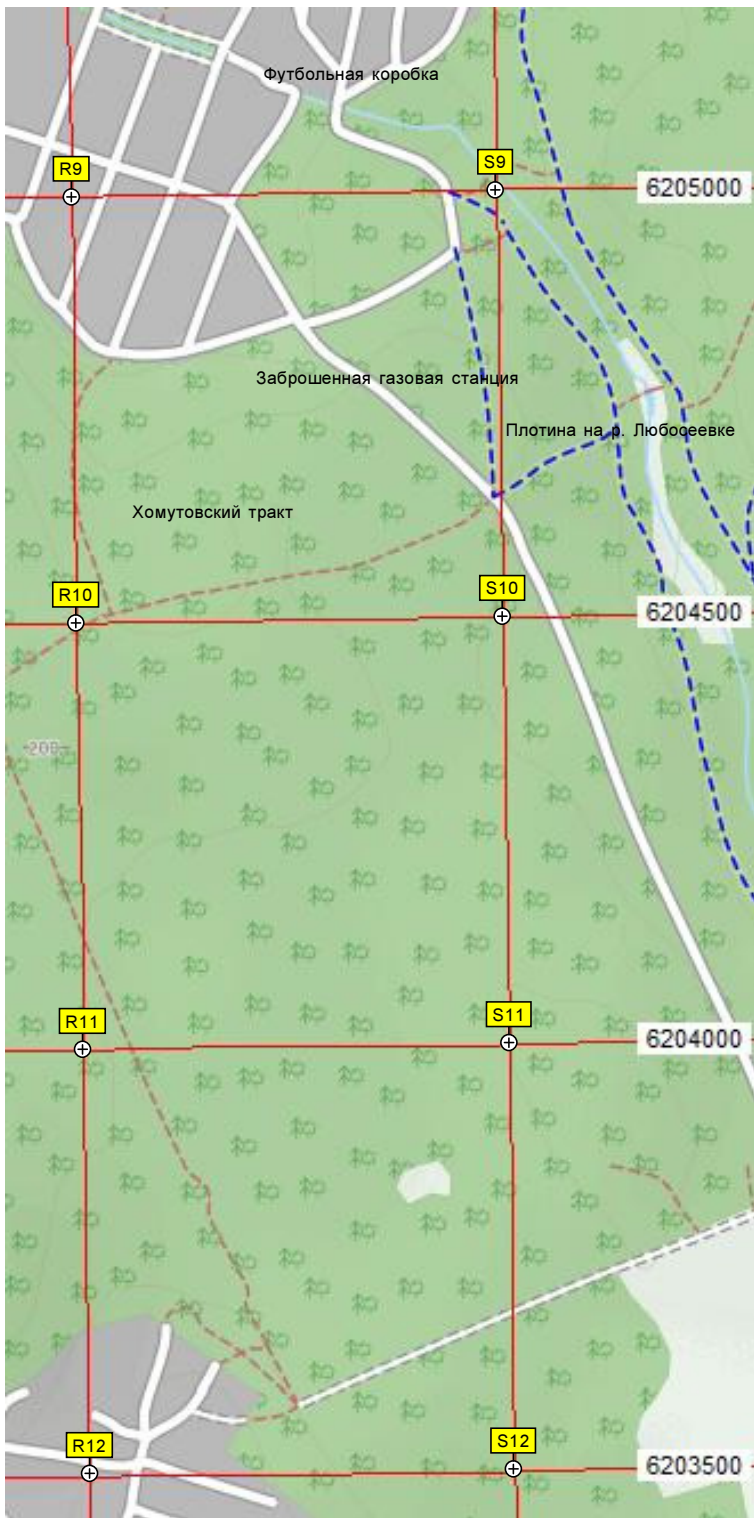 Футбольная коробка
R9
S9
6205000
Заброшенная газовая станция
Плотина на р. Любосеевке
Хомутовский тракт
R10
S10
6204500
200
R11
S11
6204000
R12
S12
6203500